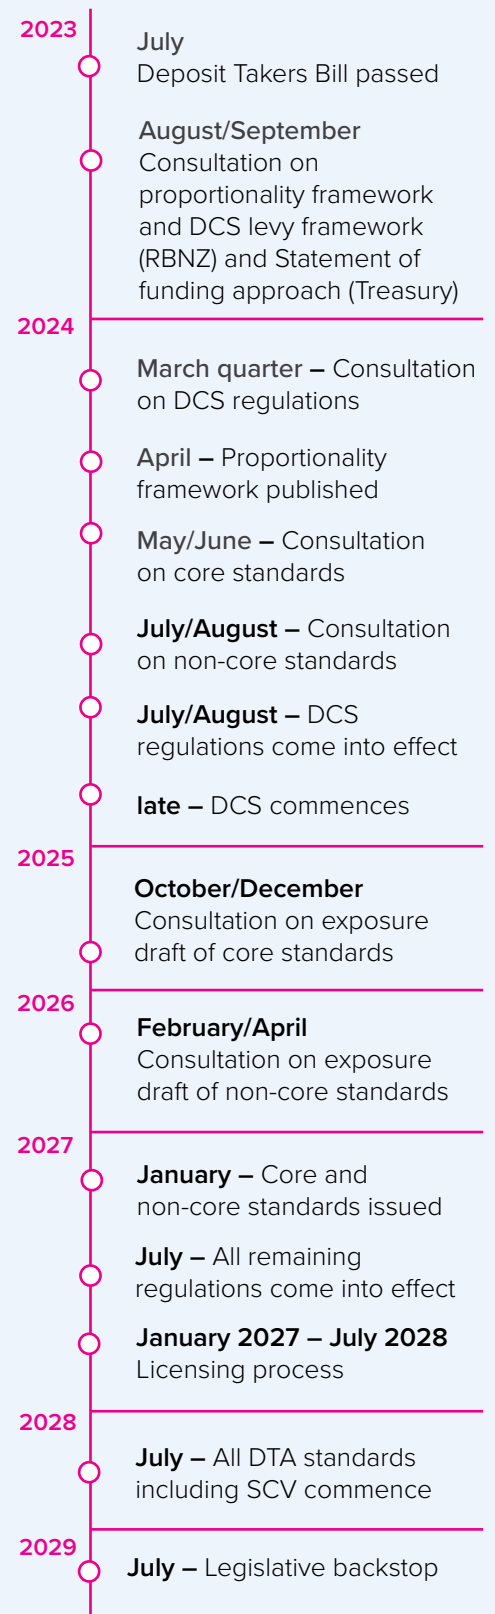 2023
July
Deposit Takers Bill passed
August/September
Consultation on
proportionality framework
and DCS levy framework
(RBNZ) and Statement of
funding approach (Treasury)
2024
March quarter – Consultation
on DCS regulations
April – Proportionality
framework published
May/June – Consultation
on core standards
July/August – Consultation
on non-core standards
July/August – DCS
regulations come into effect
late – DCS commences
2025
October/December
Consultation on exposure
draft of core standards
2026
February/April
Consultation on exposure
draft of non-core standards
2027
January – Core and
non-core standards issued
July – All remaining
regulations come into effect
January 2027 – July 2028
Licensing process
2028
July – All DTA standards
including SCV commence
2029
July – Legislative backstop